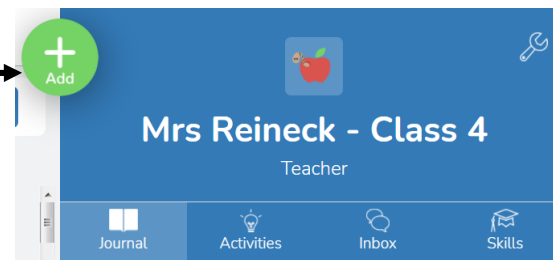 Add
Mrs Reineck - Class 4
Teacher
Journal Activities Inbox Skills